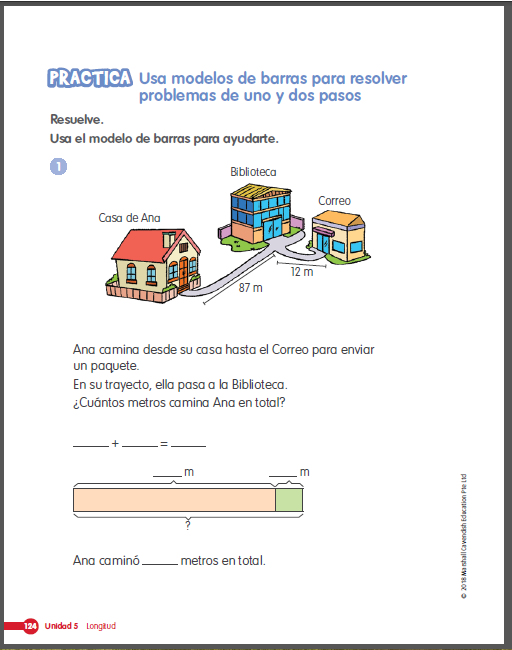 PRACTICA Usa modelos de barras para resolver
problemas de uno y dos pasos
Resuelve.
Usa el modelo de barras para ayudarte.
1
Biblioteca
Correo
Casa de Ana
12 m
87 m
Ana camina desde su casa hasta el Correo para enviar
un paquete.
En su trayecto, ella pasa a la Biblioteca.
¿Cuántos metros camina Ana en total?
_____ + _____ = _____
_____ m _____ m
?
Ana caminó _____ metros en total.
© 2018 Marshall Cavendish Education Pte Ltd
124 Unidad 5 Longitud